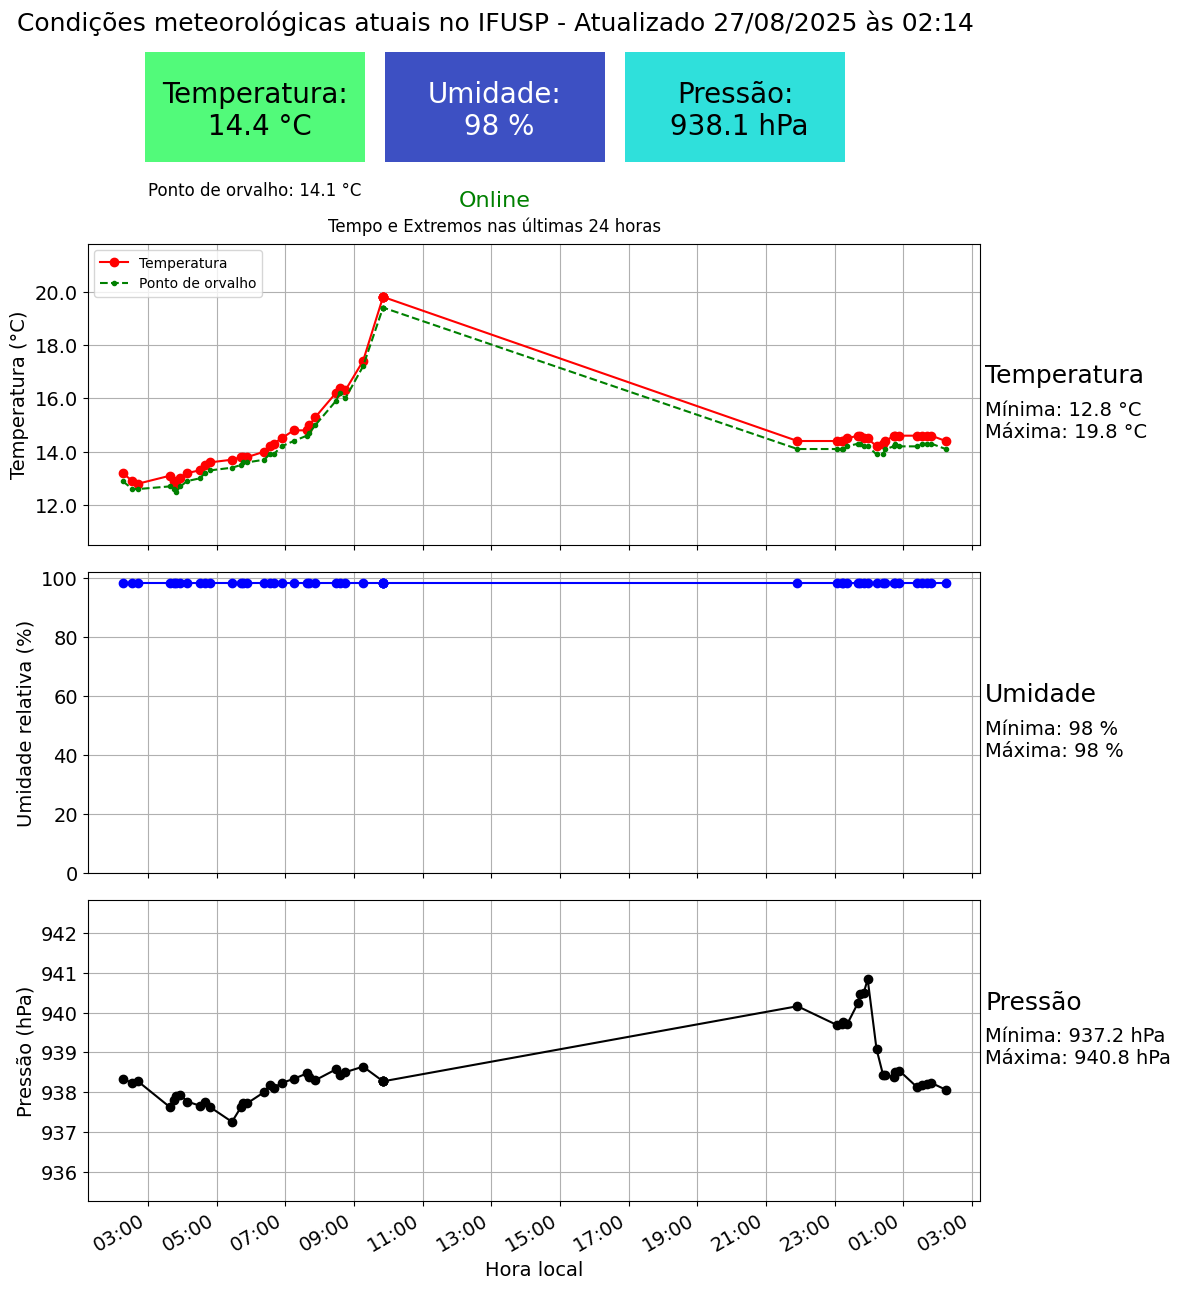 Condições meteorológicas atuais no IFUSP - Atualizado 27/08/2025 às 02:14
Temperatura:
14.4 °C
Umidade:
98 %
Pressão:
938.1 hPa
Ponto de orvalho: 14.1 °C
Online
Tempo e Extremos nas últimas 24 horas
Temperatura
Ponto de orvalho
Temperatura (°C)
20.0
18.0
16.0
14.0
12.0
Temperatura
Mínima: 12.8 °C
Máxima: 19.8 °C
Umidade relativa (%)
100
80
60
40
20
0
Umidade
Mínima: 98 %
Máxima: 98 %
Pressão (hPa)
942
941
940
939
938
937
936
Pressão
Mínima: 937.2 hPa
Máxima: 940.8 hPa
03:00
05:00
07:00
09:00
11:00
13:00
15:00
17:00
19:00
21:00
23:00
01:00
03:00
Hora local